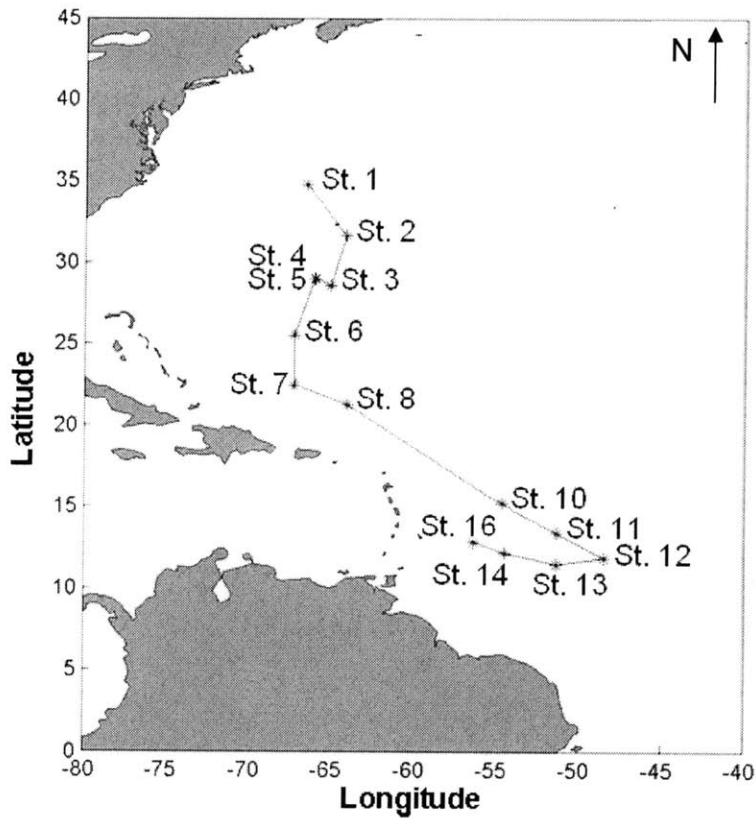 45
40
35
30
25
20
15
10
5
0
Latitude
N
St. 1
St. 2
St. 4
St. 5
St. 3
St. 6
St. 7
St. 8
St. 10
St. 16
St. 11
St. 12
St. 14
St. 13
-80
-75
-70
-65
-60
-55
-50
-45
-40
Longitude